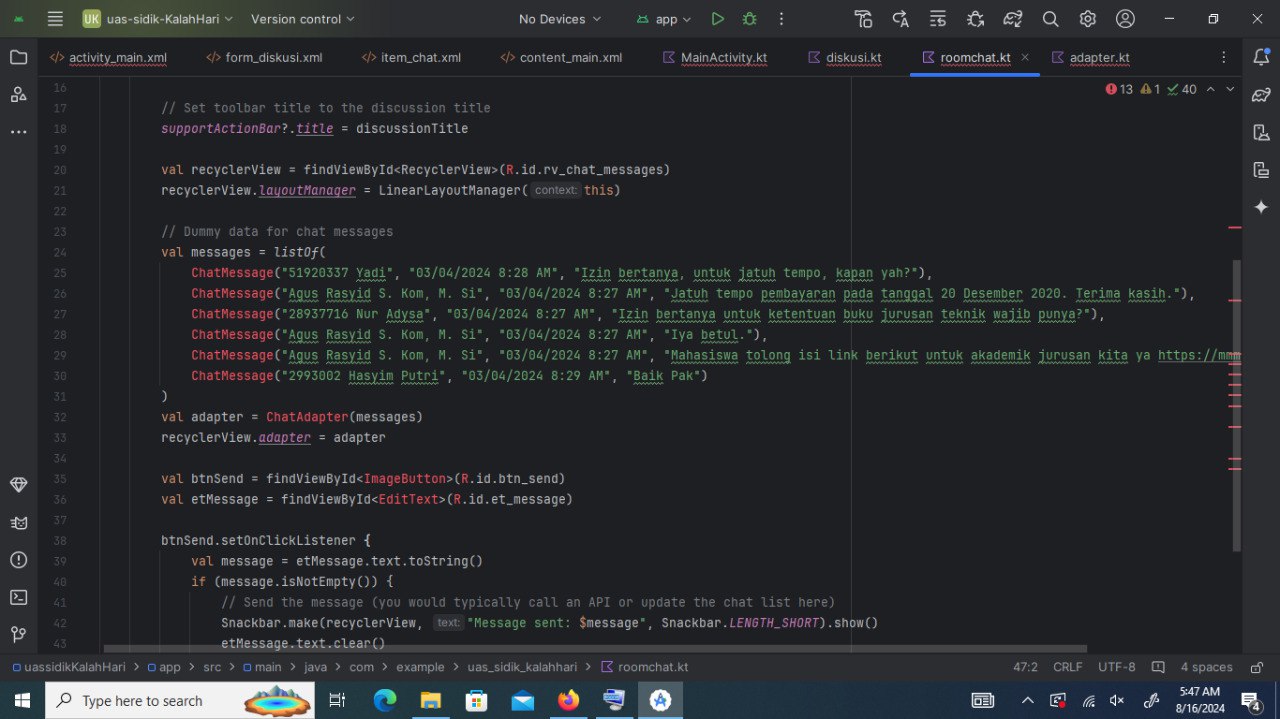 UK uas-sidik-KalahHari Version control No Devices app
activity_main.xml form_diskusi.xml item_chat.xml content_main.xml MainActivity.kt diskusi.kt roomchat.kt adapter.kt
13 1 40
16
17 // Set toolbar title to the discussion title
18 supportActionBar?.title = discussionTitle
19
20 val recyclerView = findViewById<RecyclerView>(R.id.rv_chat_messages)
21 recyclerView.layoutManager = LinearLayoutManager( context: this)
22
23 // Dummy data for chat messages
24 val messages = listOf(
25 ChatMessage("51920337 Yadi", "03/04/2024 8:28 AM", "Izin bertanya, untuk jatuh tempo, kapan yah?"),
26 ChatMessage("Agus Rasyid S. Kom, M. Si", "03/04/2024 8:27 AM", "Jatuh tempo pembayaran pada tanggal 20 Desember 2020. Terima kasih."),
27 ChatMessage("28937716 Nur Adysa", "03/04/2024 8:27 AM", "Izin bertanya untuk ketentuan buku jurusan teknik wajib punya?"),
28 ChatMessage("Agus Rasyid S. Kom, M. Si", "03/04/2024 8:27 AM", "Iya betul."),
29 ChatMessage("Agus Rasyid S. Kom, M. Si", "03/04/2024 8:27 AM", "Mahasiswa tolong isi link berikut untuk akademik jurusan kita ya https://mmm
30 ChatMessage("2993002 Hasyim Putri", "03/04/2024 8:29 AM", "Baik Pak")
31 )
32 val adapter = ChatAdapter(messages)
33 recyclerView.adapter = adapter
34
35 val btnSend = findViewById<ImageButton>(R.id.btn_send)
36 val etMessage = findViewById<EditText>(R.id.et_message)
37
38 btnSend.setOnClickListener {
39 val message = etMessage.text.toString()
40 if (message.isNotEmpty()) {
41 // Send the message (you would typically call an API or update the chat list here)
42 Snackbar.make(recyclerView, text: "Message sent: $message", Snackbar.LENGTH_SHORT).show()
43 etMessage.text.clear()
uassidikKalahHari > app > src > main > java > com > example > uas_sidik_kalahhari > roomchat.kt 47:2 CRLF UTF-8 4 spaces
Type here to search
3:47 AM
8/16/2024
4